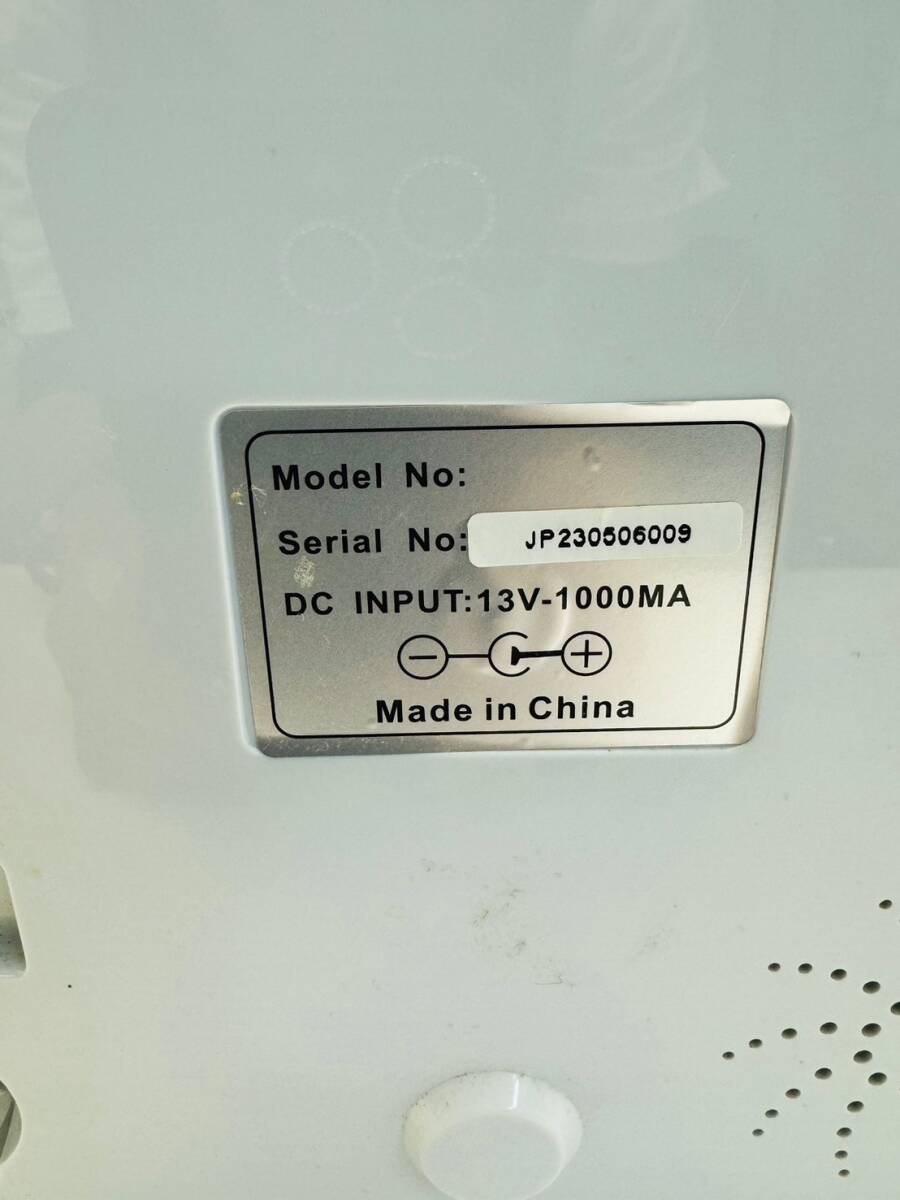 Model No:
Serial No: JP230506009
DC INPUT:13V-1000MA
Made in China